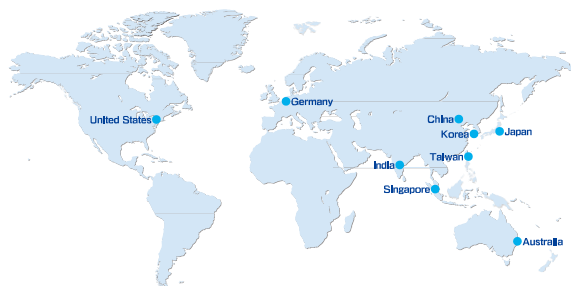 Germany
United States
China
Korea
Japan
Taiwan
India
Singapore
Australia